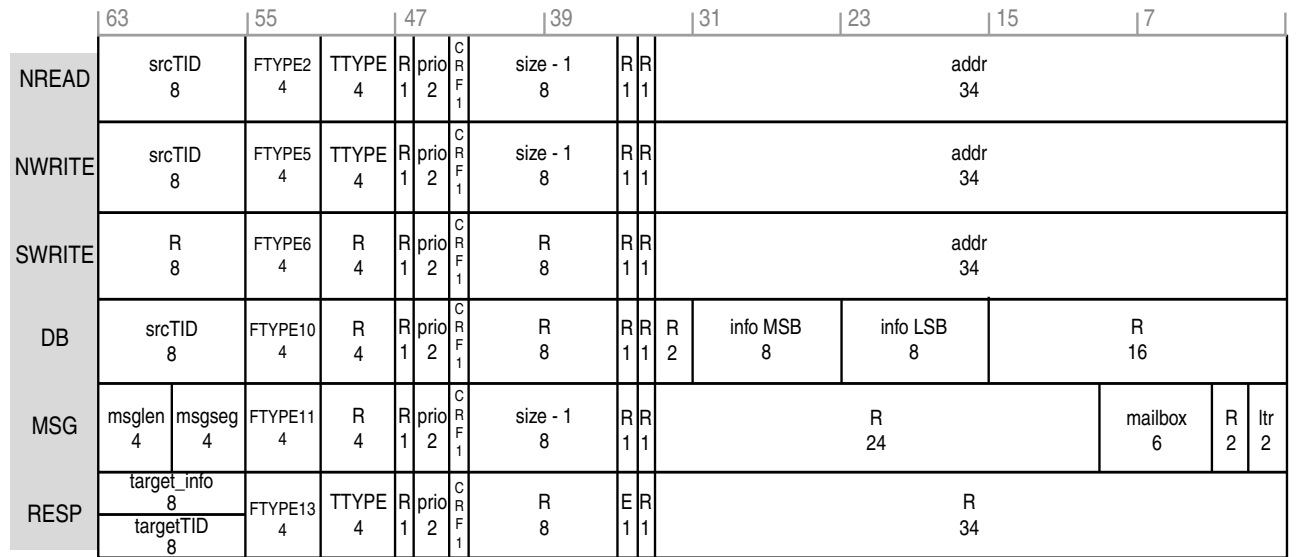 63 55 47 39 31 23 15 7
NREAD srcTID 8 FTYPE2 4 TTYPE 4 R 1 prio 2 C R F 1 size - 1 8 R 1 R 1 addr 34
NWRITE srcTID 8 FTYPE5 4 TTYPE 4 R 1 prio 2 C R F 1 size - 1 8 R 1 R 1 addr 34
SWRITE R 8 FTYPE6 4 R 4 R 1 prio 2 C R F 1 R 8 R 1 R 1 addr 34
DB srcTID 8 FTYPE10 4 R 4 R 1 prio 2 C R F 1 R 8 R 1 R 1 R 2 info MSB 8 info LSB 8 R 16
MSG msglen 4 msgseg 4 FTYPE11 4 R 4 R 1 prio 2 C R F 1 size - 1 8 R 1 R 1 R 24 mailbox 6 R 2 ltr 2
RESP target_info 8 targetTID 8 FTYPE13 4 TTYPE 4 R 1 prio 2 C R F 1 R 8 E 1 R 1 R 34